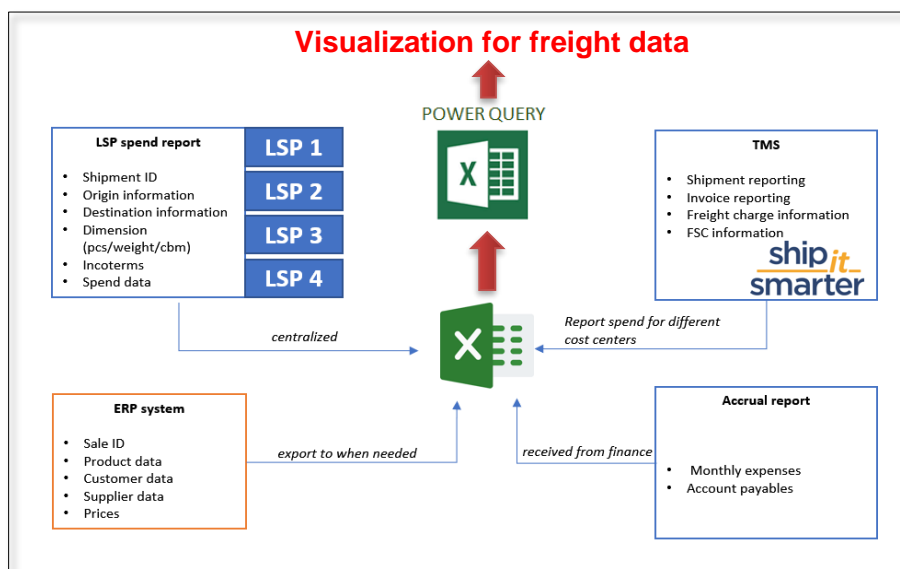 Visualization for freight data
POWER QUERY
X
LSP spend report
• Shipment ID
• Origin information
• Destination information
• Dimension
(pcs/weight/cbm)
• Incoterms
• Spend data
LSP 1
LSP 2
LSP 3
LSP 4
TMS
• Shipment reporting
• Invoice reporting
• Freight charge information
• FSC information
ship it
smarter
centralized
X
Report spend for different
cost centers
ERP system
• Sale ID
• Product data
• Customer data
• Supplier data
• Prices
export to when needed
received from finance
Accrual report
• Monthly expenses
• Account payables